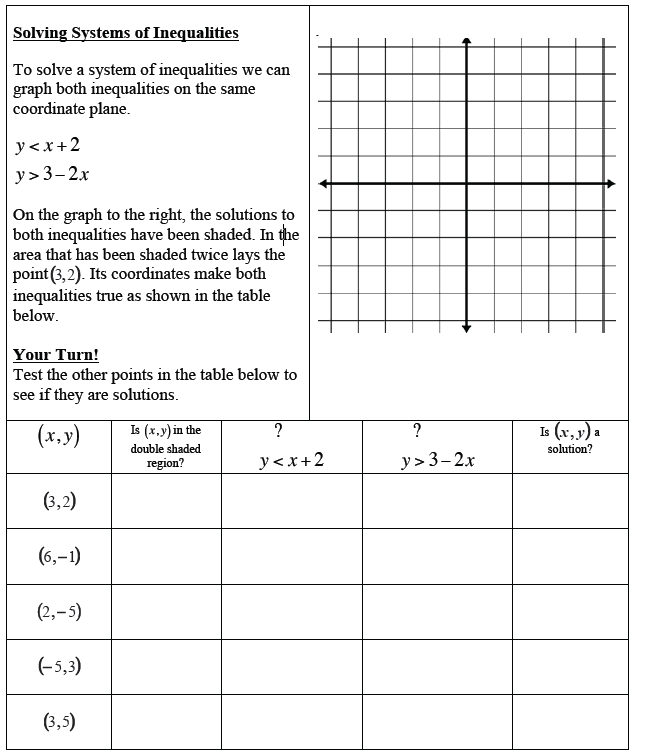 Solving Systems of Inequalities
To solve a system of inequalities we can
graph both inequalities on the same
coordinate plane.
y < x + 2
y > 3 – 2x
On the graph to the right, the solutions to
both inequalities have been shaded. In the
area that has been shaded twice lays the
point (3,2). Its coordinates make both
inequalities true as shown in the table
below.
Your Turn!
Test the other points in the table below to
see if they are solutions.
(x,y)
Is (x,y) in the
double shaded
region?
?
y < x + 2
?
y > 3 – 2x
Is (x,y) a
solution?
(3,2)
(6,–1)
(2,–5)
(–5,3)
(3,5)